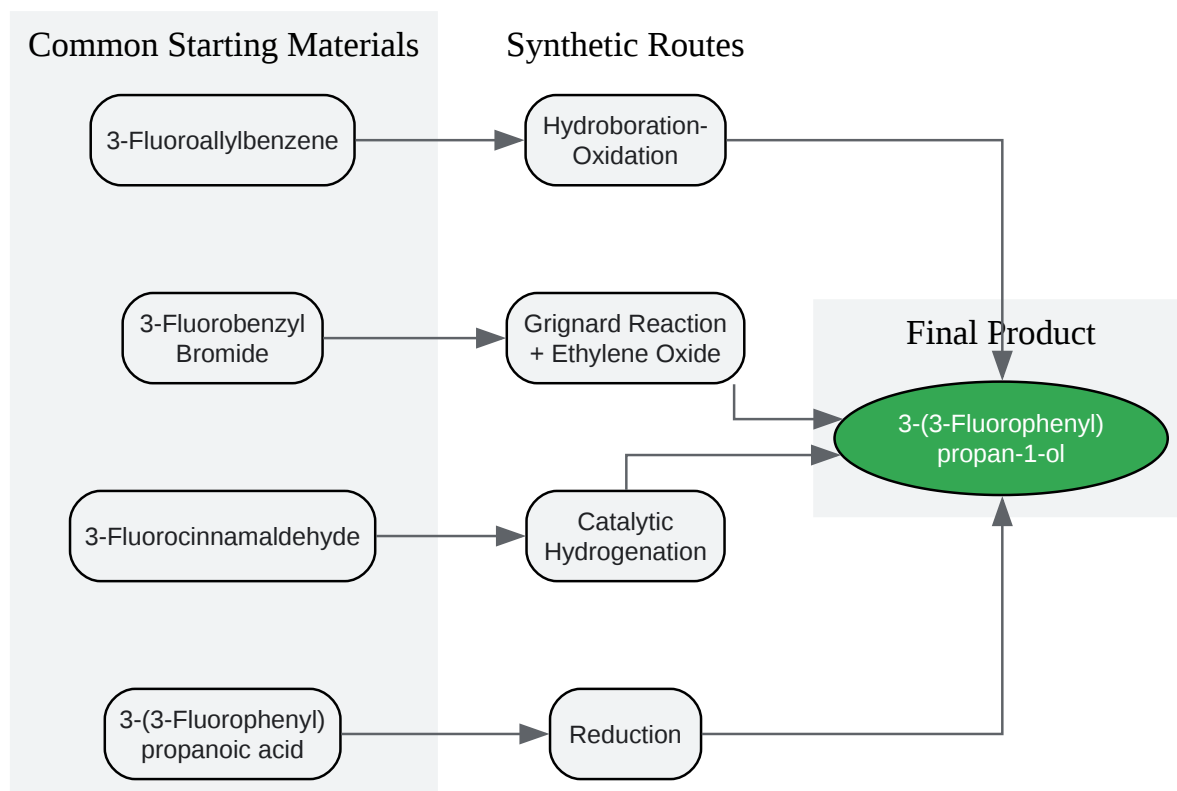 Common Starting Materials
Synthetic Routes
3-Fluoroallylbenzene
Hydroboration-
Oxidation
3-Fluorobenzyl
Bromide
Grignard Reaction
+ Ethylene Oxide
Final Product
3-(3-Fluorophenyl)
propan-1-ol
3-Fluorocinnamaldehyde
Catalytic
Hydrogenation
3-(3-Fluorophenyl)
propanoic acid
Reduction